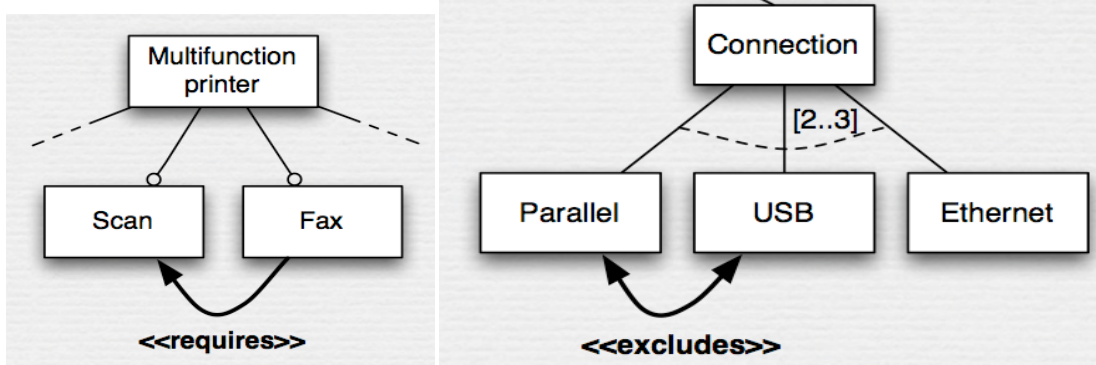 Multifunction
printer
Scan
Fax
<<requires>>
Connection
[2..3]
Parallel
USB
Ethernet
<<excludes>>